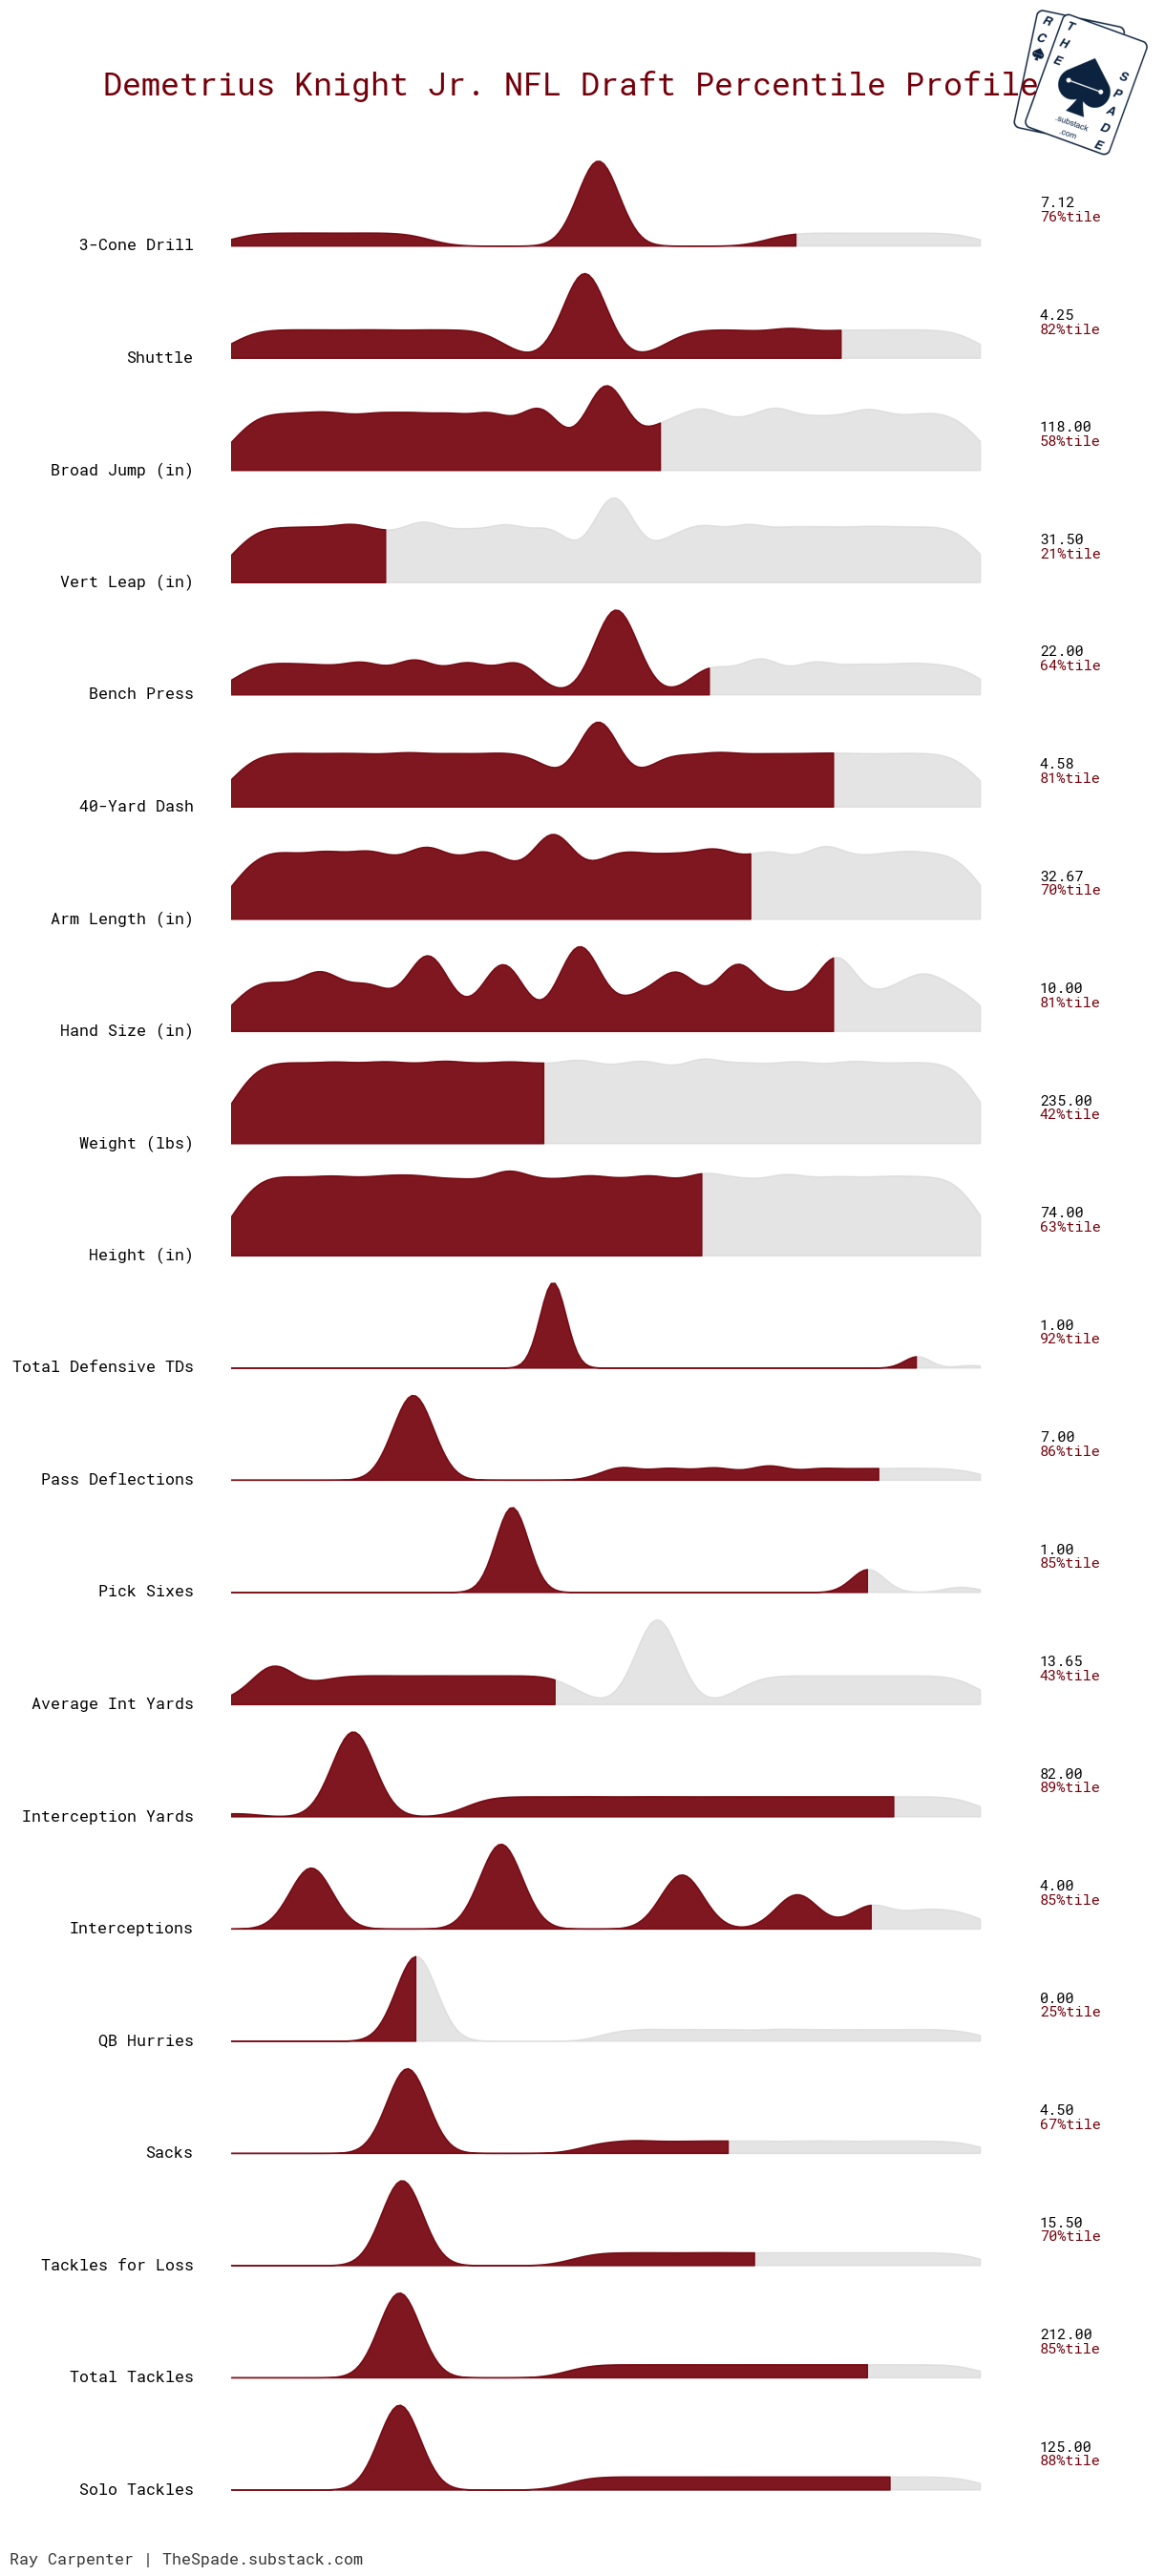 Demetrius Knight Jr. NFL Draft Percentile Profile
RC
THE
SPADE
.substack
.com
3-Cone Drill
7.12
76%tile
Shuttle
4.25
82%tile
Broad Jump (in)
118.00
58%tile
Vert Leap (in)
31.50
21%tile
Bench Press
22.00
64%tile
40-Yard Dash
4.58
81%tile
Arm Length (in)
32.67
70%tile
Hand Size (in)
10.00
81%tile
Weight (lbs)
235.00
42%tile
Height (in)
74.00
63%tile
Total Defensive TDs
1.00
92%tile
Pass Deflections
7.00
86%tile
Pick Sixes
1.00
85%tile
Average Int Yards
13.65
43%tile
Interception Yards
82.00
89%tile
Interceptions
4.00
85%tile
QB Hurries
0.00
25%tile
Sacks
4.50
67%tile
Tackles for Loss
15.50
70%tile
Total Tackles
212.00
85%tile
Solo Tackles
125.00
88%tile
Ray Carpenter | TheSpade.substack.com